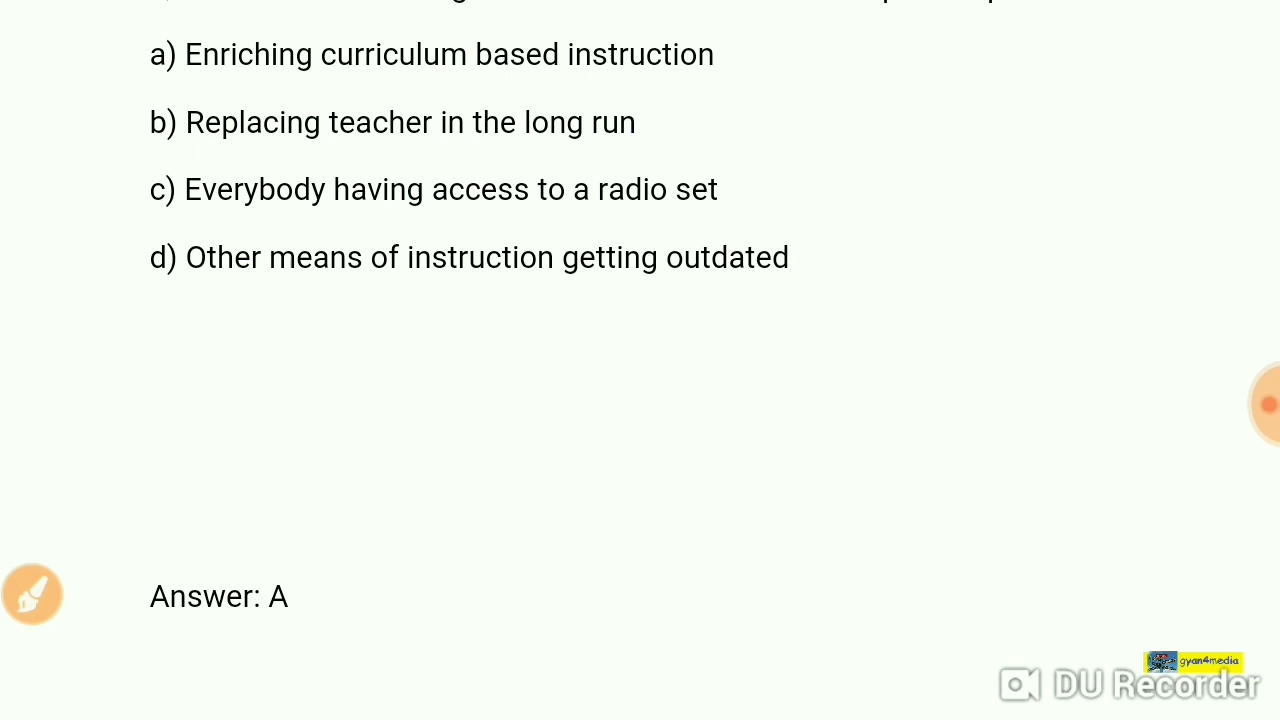 a) Enriching curriculum based instruction
b) Replacing teacher in the long run
c) Everybody having access to a radio set
d) Other means of instruction getting outdated
Answer: A
gyan4media
DU Recorder